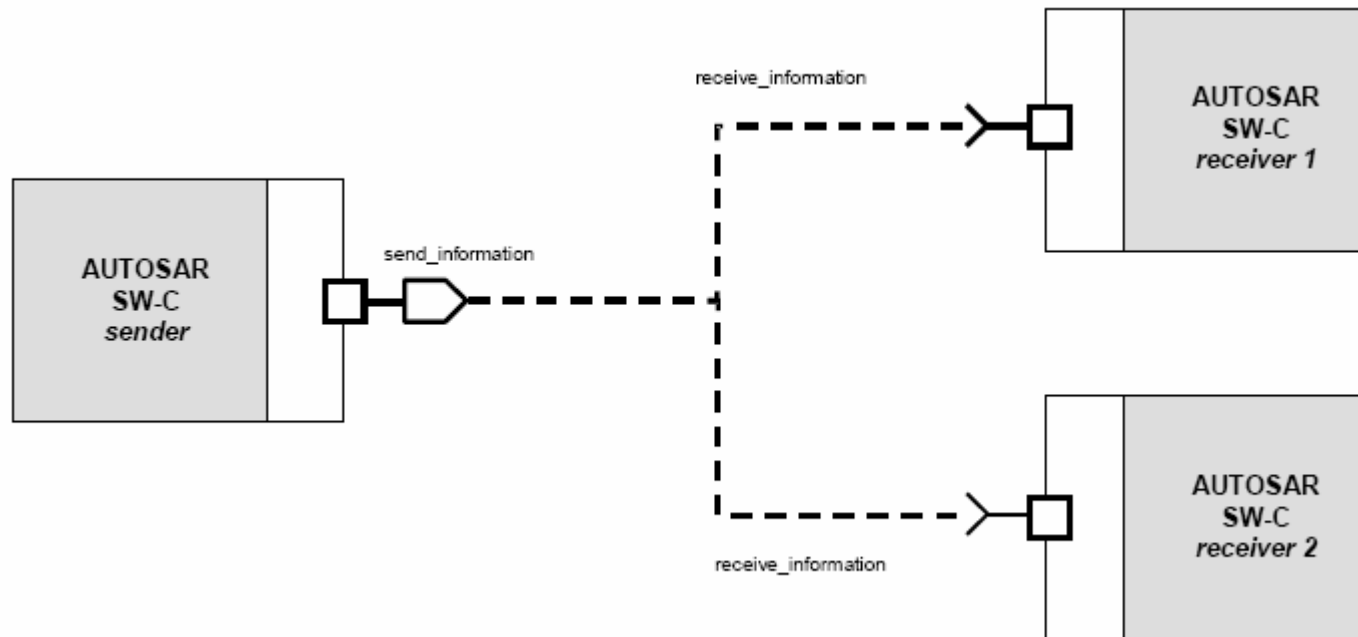 receive_information
AUTOSAR
SW-C
receiver 1
send_information
AUTOSAR
SW-C
sender
AUTOSAR
SW-C
receiver 2
receive_information